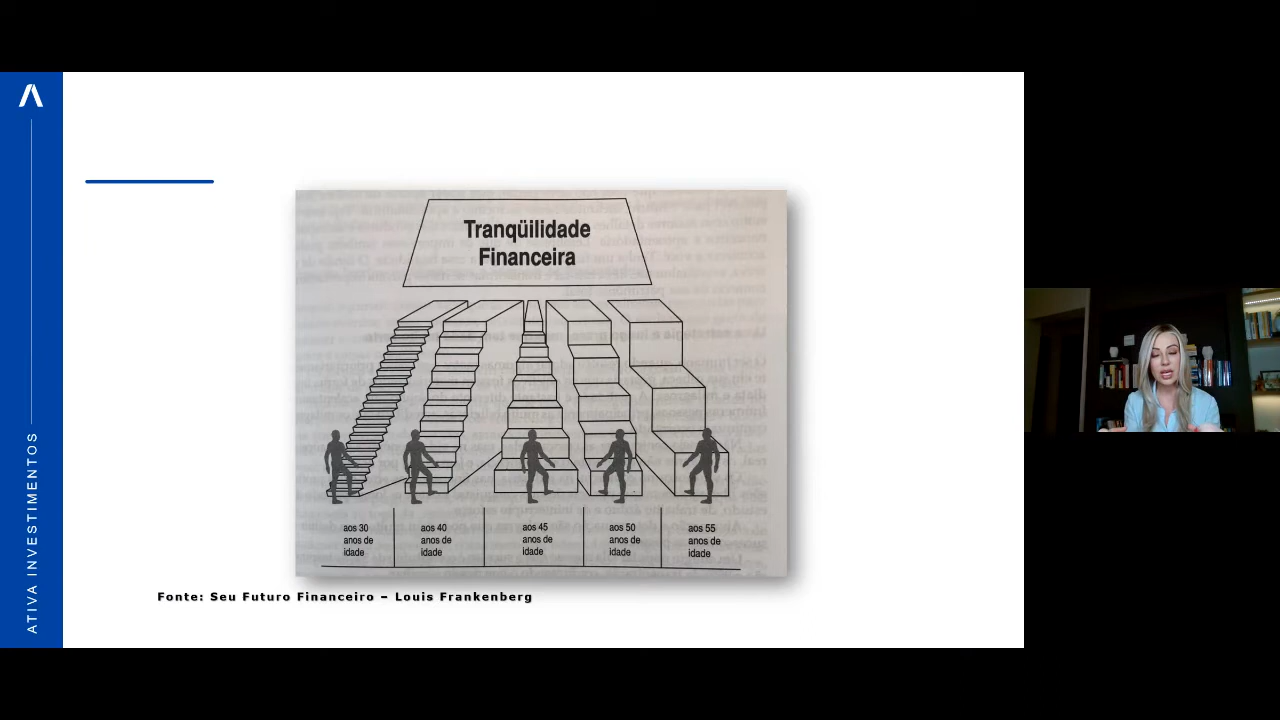 ATIVA INVESTIMENTOS
Tranqüilidade
Financeira
aos 30
anos de
idade
aos 40
anos de
idade
aos 45
anos de
idade
aos 50
anos de
idade
aos 55
anos de
idade
Fonte: Seu Futuro Financeiro – Louis Frankenberg